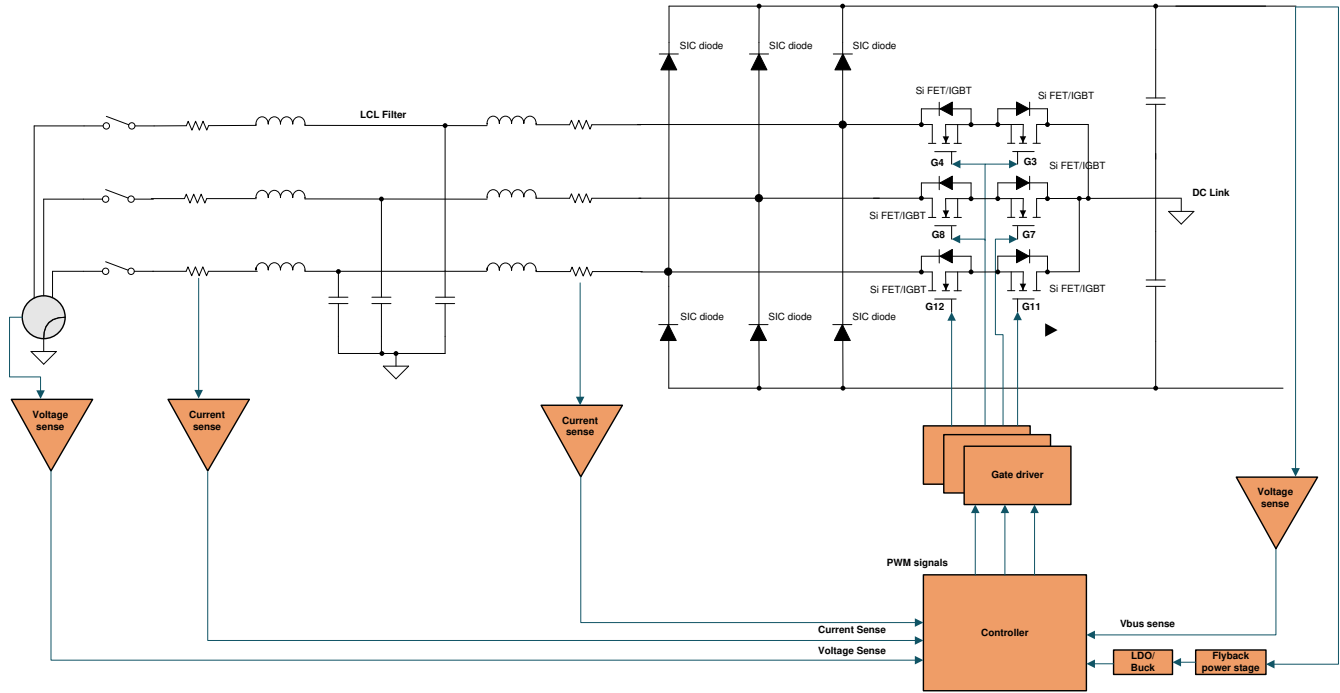 SIC diode
SIC diode
SIC diode
Si FET/IGBT
Si FET/IGBT
LCL Filter
G4
G3
Si FET/IGBT
DC Link
Si FET/IGBT
G8
G7
Si FET/IGBT
Si FET/IGBT
G12
G11
SIC diode
SIC diode
SIC diode
Voltage
sense
Current
sense
Current
sense
Gate driver
Voltage
sense
PWM signals
Controller
Current Sense
Voltage Sense
Vbus sense
LDO/
Buck
Flyback
power stage